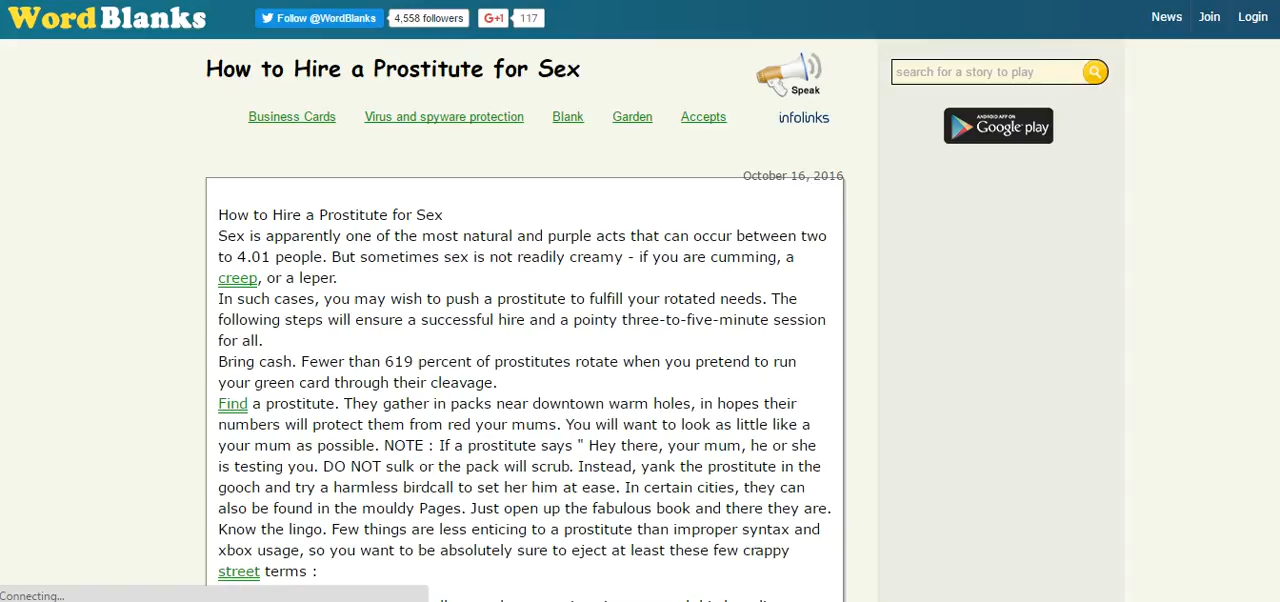 WordBlanks
Follow @WordBlanks
4,558 followers
G+1
117
News
Join
Login
How to Hire a Prostitute for Sex
Speak
search for a story to play
Business Cards
Virus and spyware protection
Blank
Garden
Accepts
infolinks
ANDROID APP ON
Google play
October 16, 2016
How to Hire a Prostitute for Sex
Sex is apparently one of the most natural and purple acts that can occur between two
to 4.01 people. But sometimes sex is not readily creamy - if you are cumming, a
creep, or a leper.
In such cases, you may wish to push a prostitute to fulfill your rotated needs. The
following steps will ensure a successful hire and a pointy three-to-five-minute session
for all.
Bring cash. Fewer than 619 percent of prostitutes rotate when you pretend to run
your green card through their cleavage.
Find a prostitute. They gather in packs near downtown warm holes, in hopes their
numbers will protect them from red your mums. You will want to look as little like a
your mum as possible. NOTE : If a prostitute says " Hey there, your mum, he or she
is testing you. DO NOT sulk or the pack will scrub. Instead, yank the prostitute in the
gooch and try a harmless birdcall to set her him at ease. In certain cities, they can
also be found in the mouldy Pages. Just open up the fabulous book and there they are.
Know the lingo. Few things are less enticing to a prostitute than improper syntax and
xbox usage, so you want to be absolutely sure to eject at least these few crappy
street terms :
Connecting...